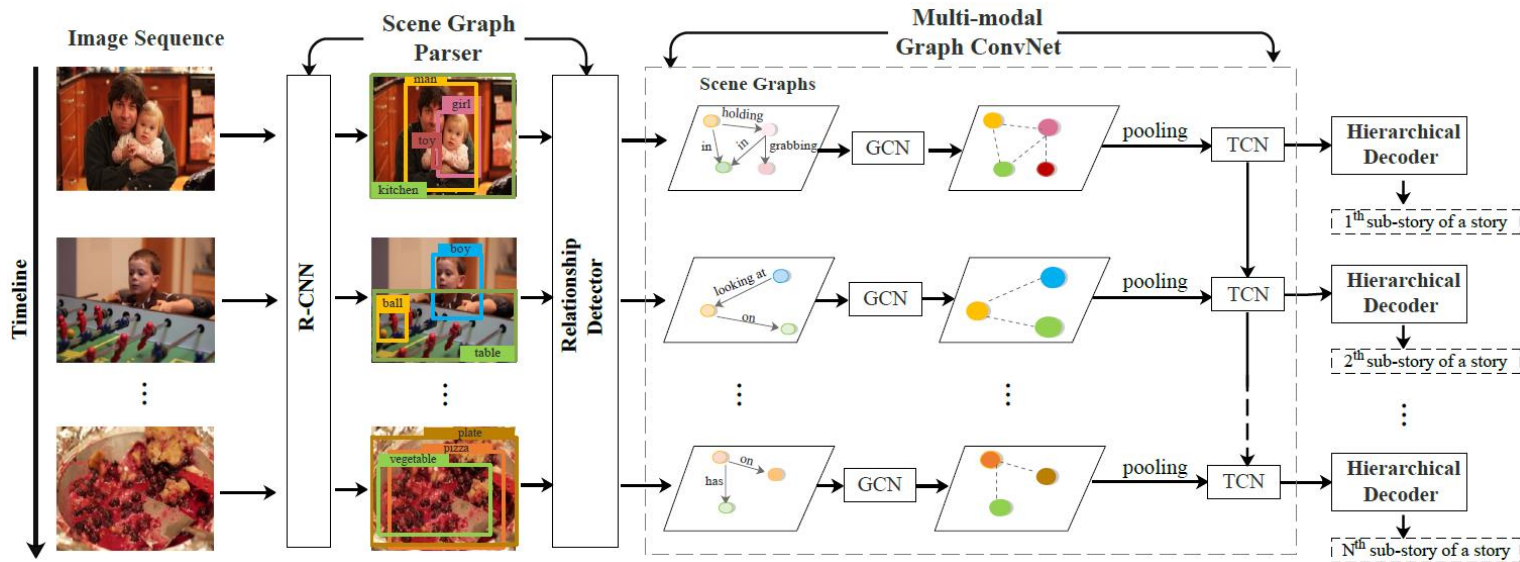 Image Sequence
Scene Graph
Parser
Multi-modal
Graph ConvNet
Timeline
R-CNN
man
girl
toy
kitchen
Relationship
Detector
Scene Graphs
holding
in
in
grabbing
GCN
pooling
TCN
Hierarchical
Decoder
1th sub-story of a story
boy
ball
table
looking at
on
GCN
pooling
TCN
Hierarchical
Decoder
2th sub-story of a story
⋮
⋮
⋮
⋮
plate
pizza
vegetable
on
has
GCN
pooling
TCN
Hierarchical
Decoder
Nth sub-story of a story